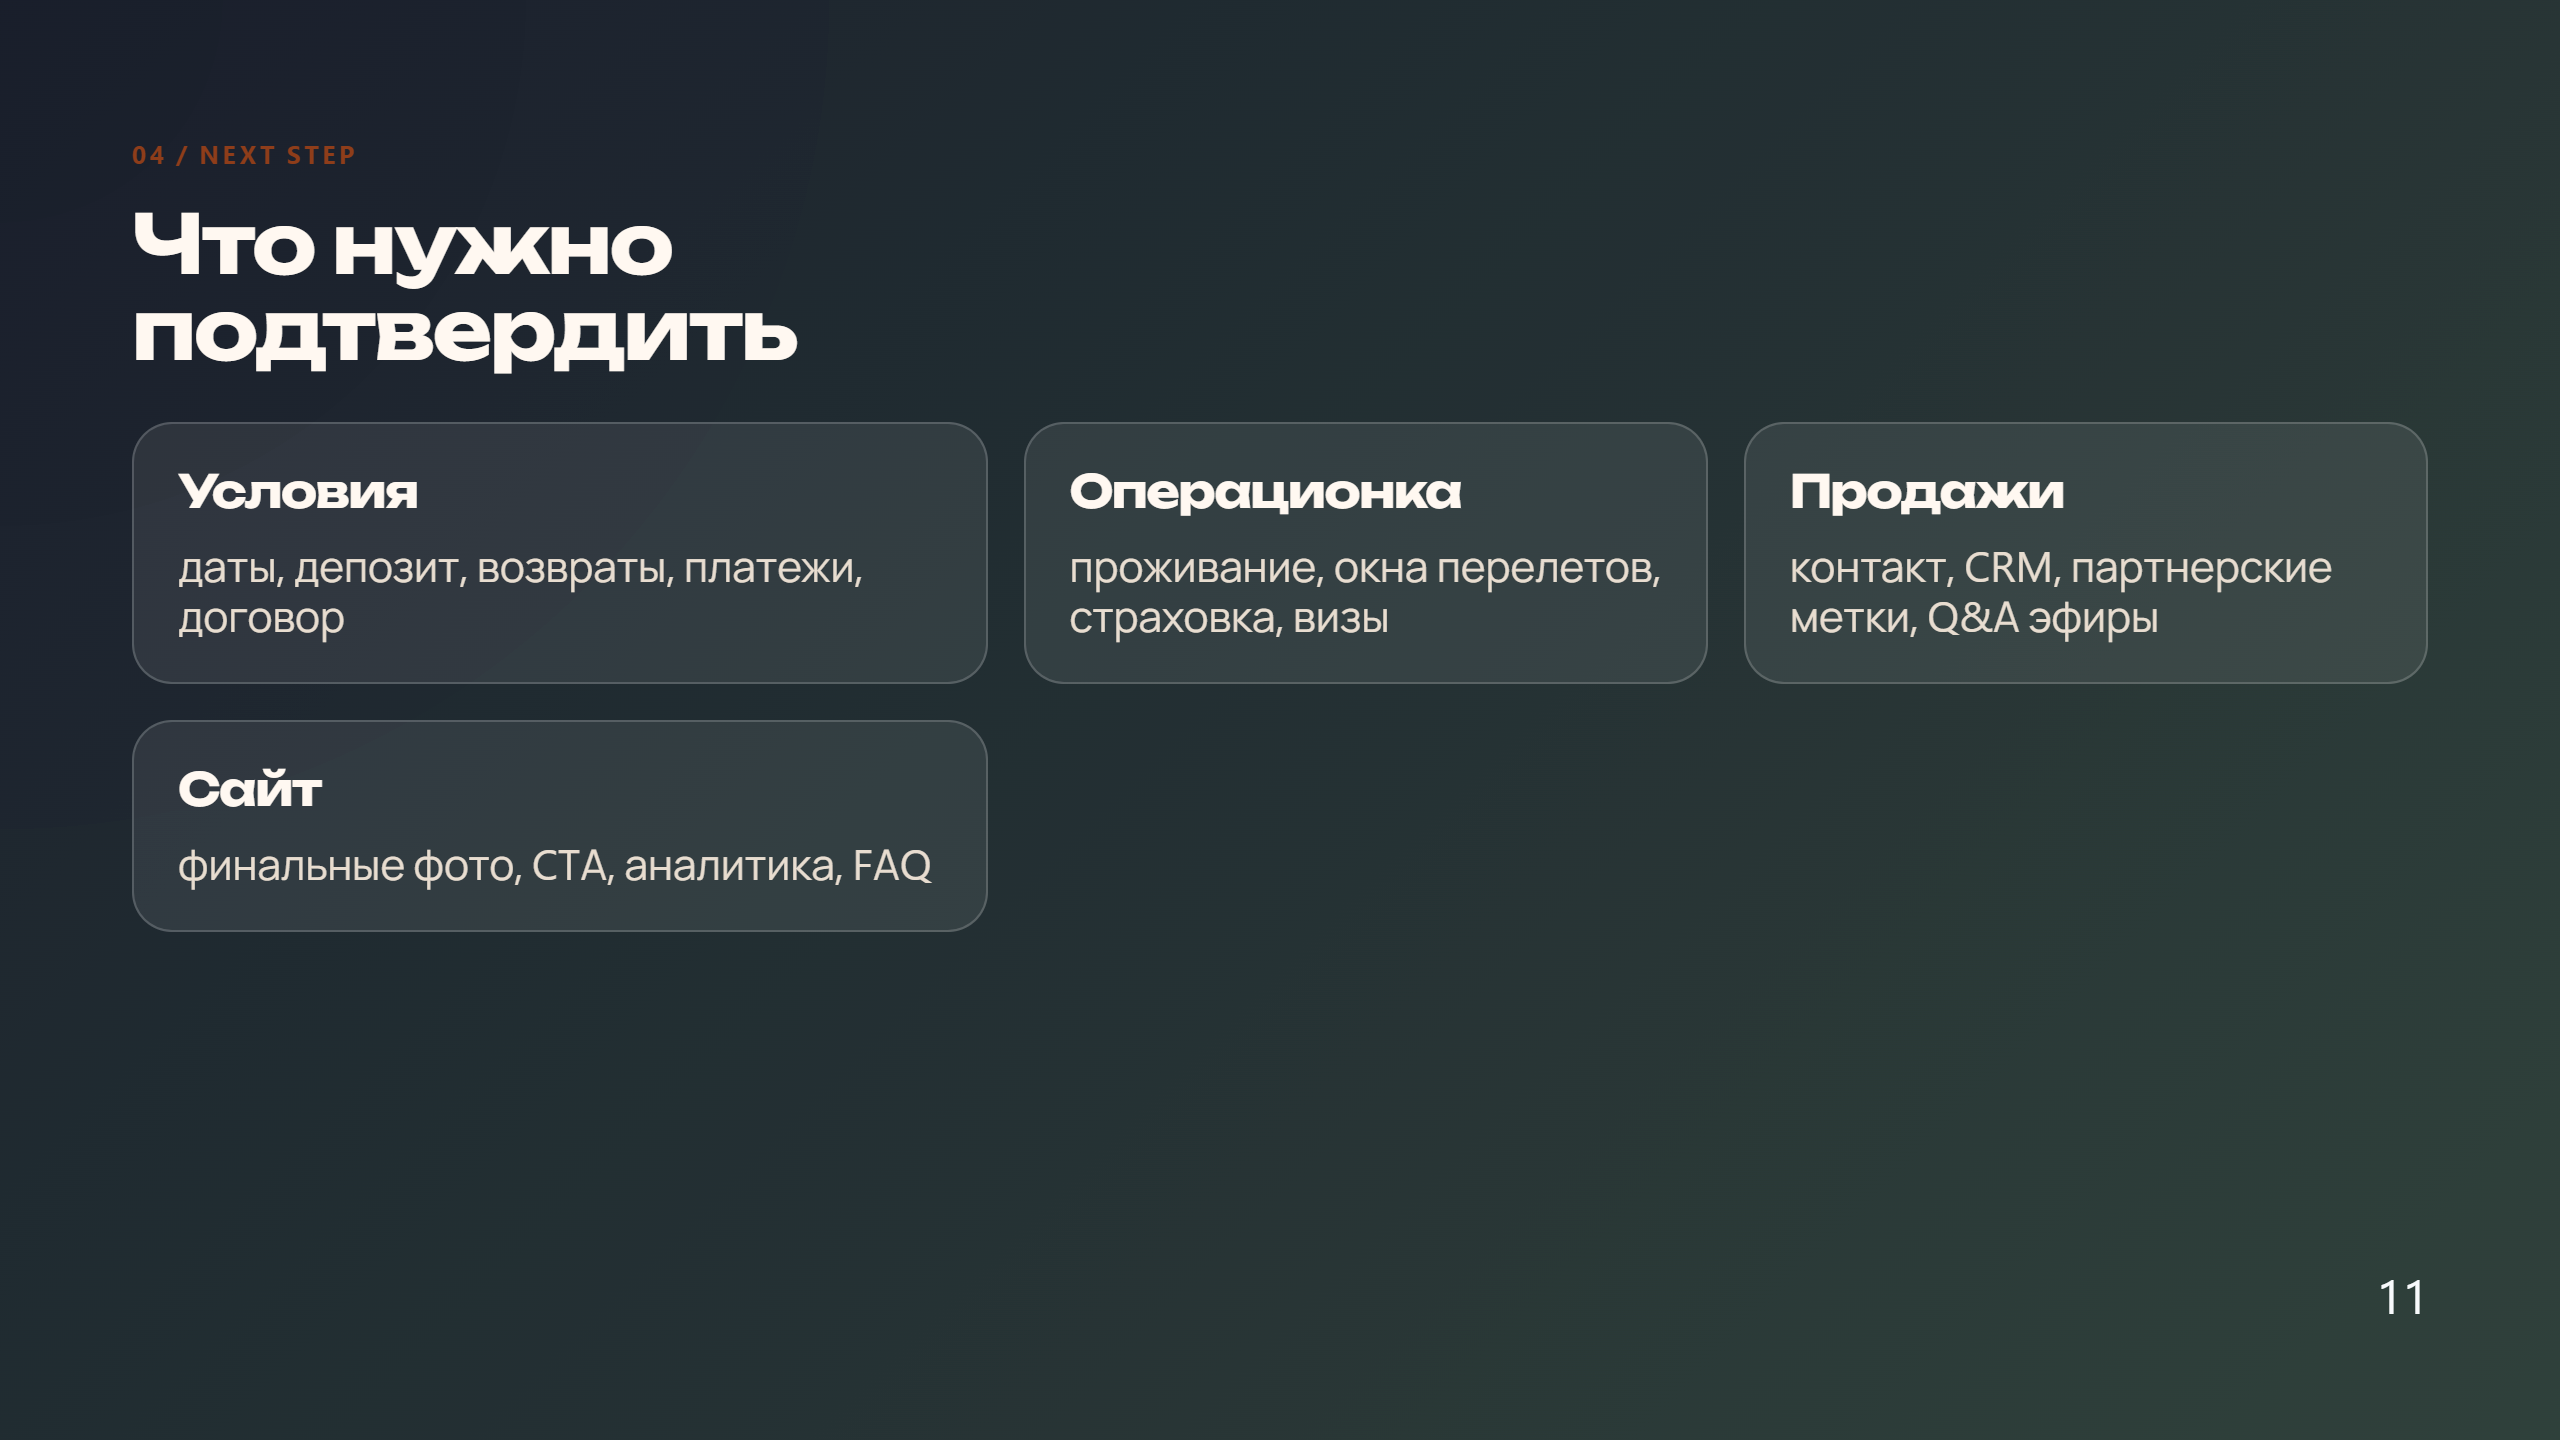 04 / NEXT STEP
Что нужно
подтвердить
Условия
даты, депозит, возвраты, платежи,
договор
Операционка
проживание, окна перелетов,
страховка, визы
Продажи
контакт, CRM, партнерские
метки, Q&A эфиры
Сайт
финальные фото, CTA, аналитика, FAQ
11